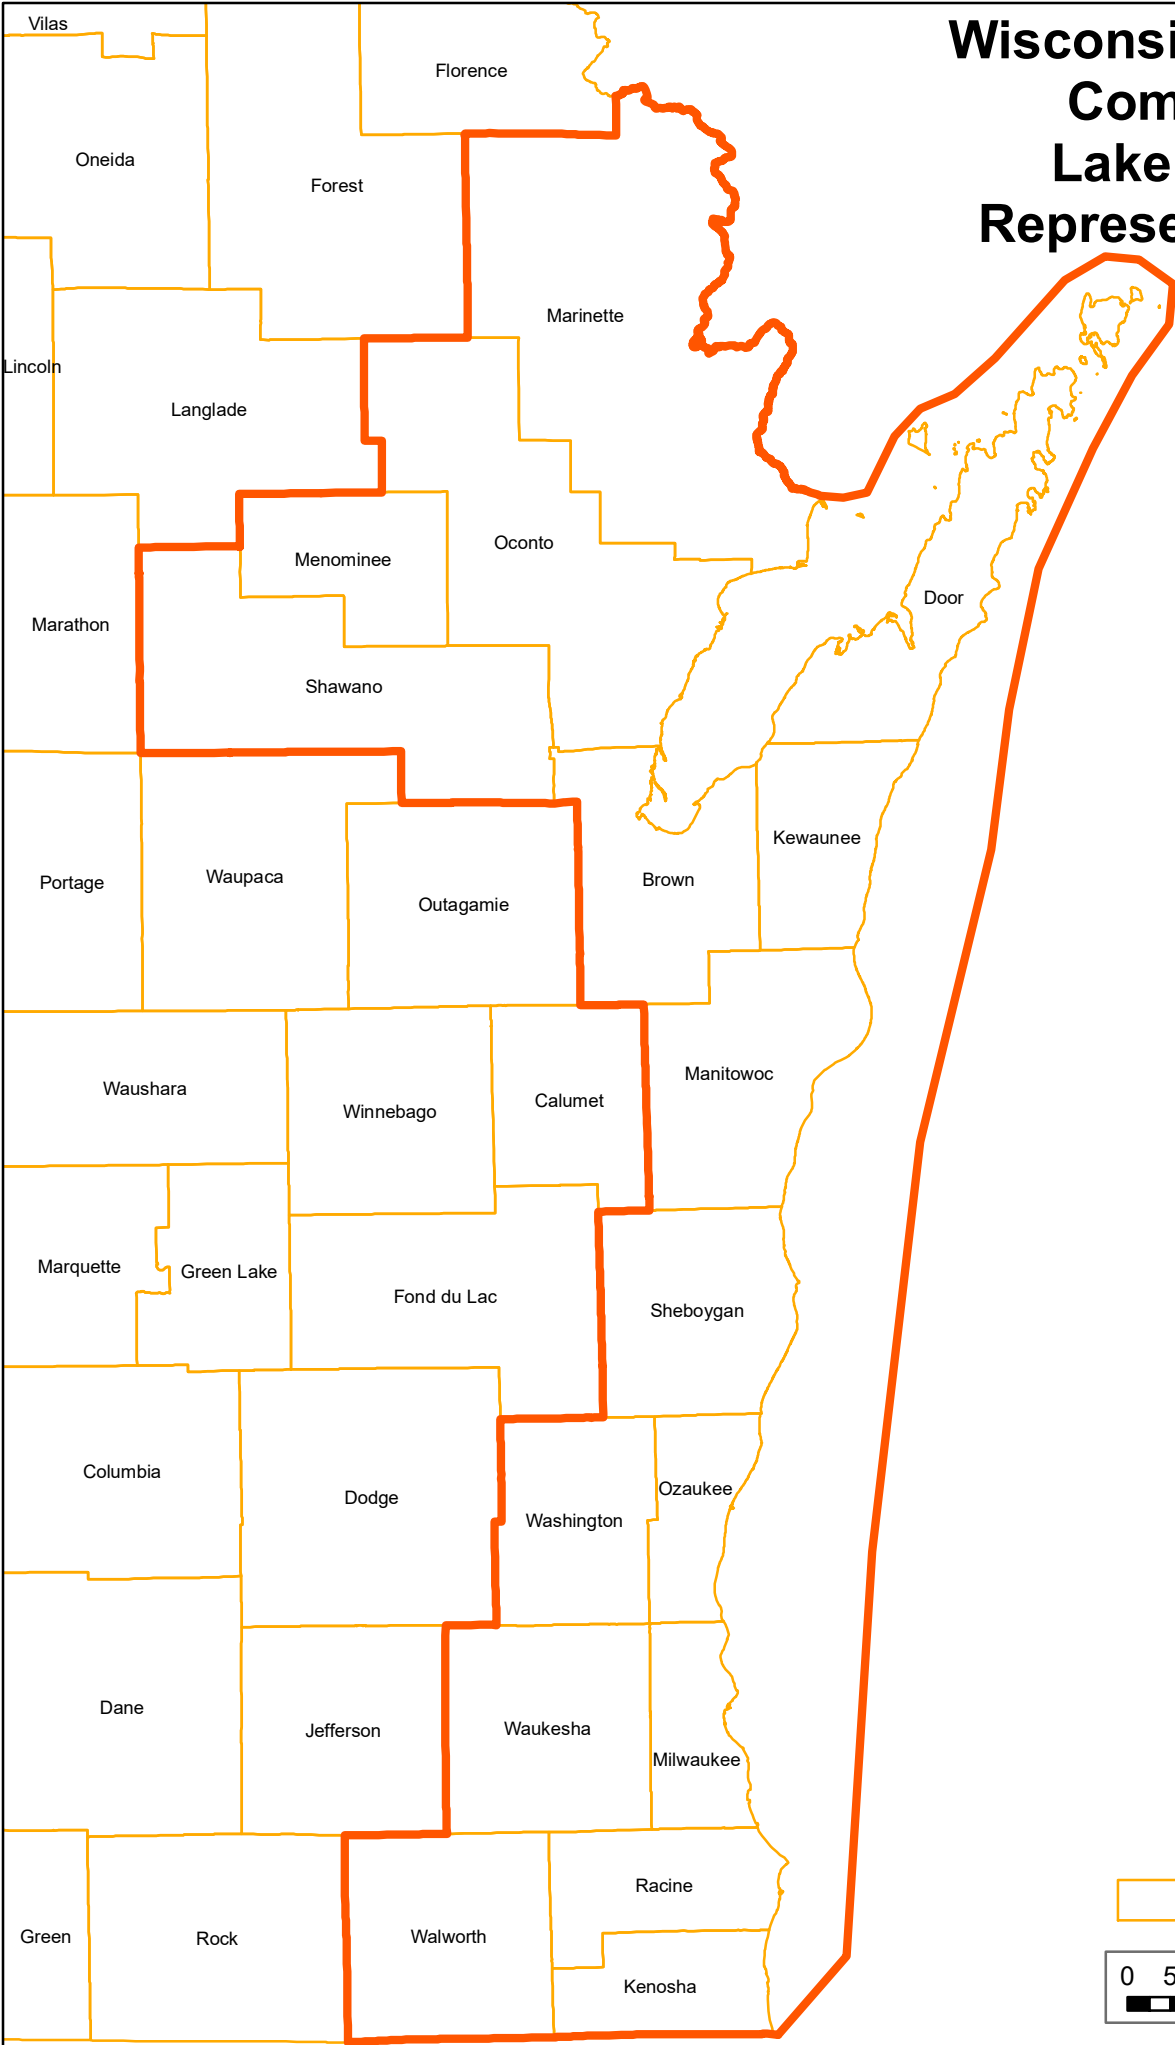 Wisconsi
Com
Lake
Represe
Vilas
Florence
Oneida
Forest
Marinette
Lincoln
Langlade
Oconto
Menominee
Door
Marathon
Shawano
Kewaunee
Waupaca
Brown
Portage
Outagamie
Manitowoc
Waushara
Calumet
Winnebago
Marquette
Green Lake
Fond du Lac
Sheboygan
Columbia
Ozaukee
Dodge
Washington
Dane
Waukesha
Jefferson
Milwaukee
Racine
Green
Rock
Walworth
Kenosha
0 5